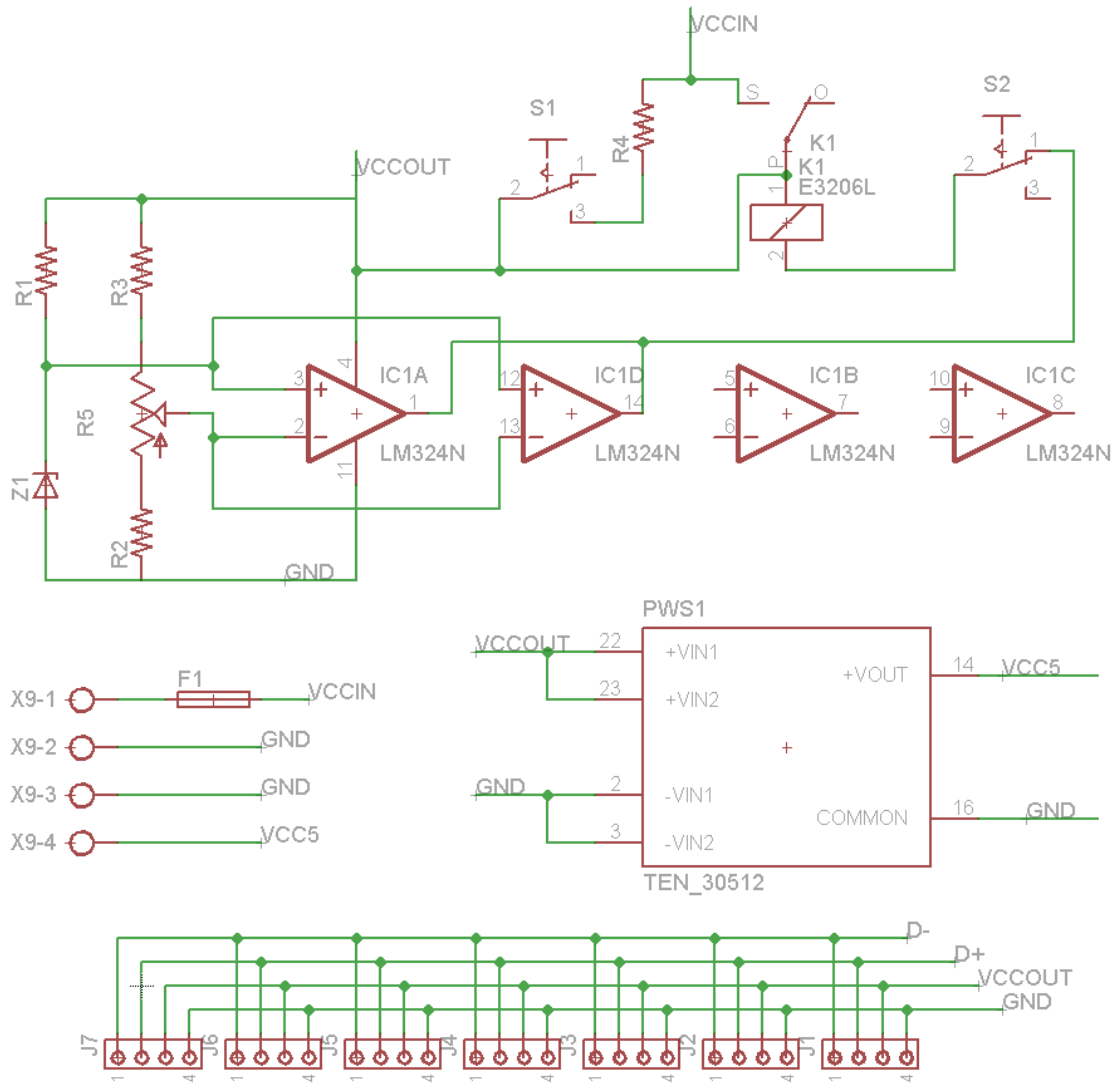 VCCIN
S O
S1 S2
R4
K1
P
K1
1 E3206L
2
VCCOUT
2 1 3
2 1 3
R1 R3
4
3 IC1A 1
2 LM324N
11
12 IC1D 14
13 LM324N
5 IC1B 7
6 LM324N
10 IC1C 8
9 LM324N
R5
Z1
R2
GND
PWS1
VCCOUT 22 +VIN1
+VOUT 14 VCC5
23 +VIN2
GND 2 -VIN1
COMMON 16 GND
3 -VIN2
TEN_30512
X9-1 F1 VCCIN
X9-2 GND
X9-3 GND
X9-4 VCC5
D-
D+
VCCOUT
GND
J7 J6 J5 J4 J3 J2 J1
1 4 1 4 1 4 1 4 1 4 1 4 1 4